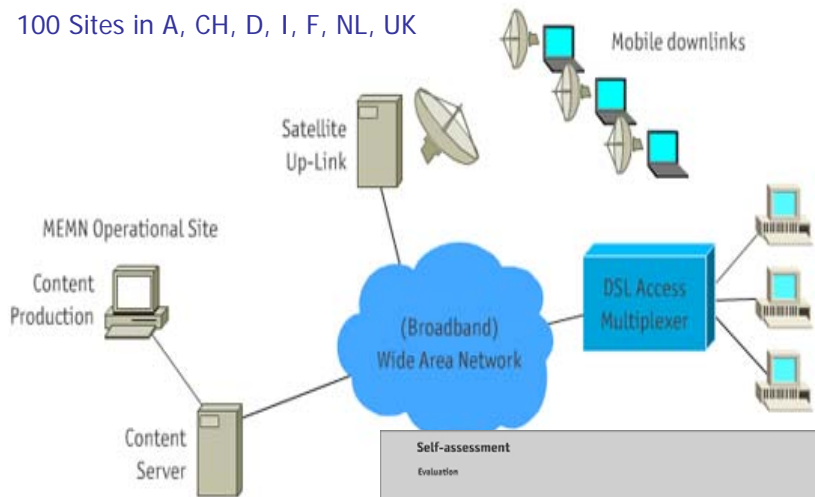 100 Sites in A, CH, D, I, F, NL, UK
Mobile downlinks
Satellite
Up-Link
MEMN Operational Site
Content
Production
(Broadband)
Wide Area Network
DSL Access
Multiplexer
Content
Server
Self-assessment
Evaluation